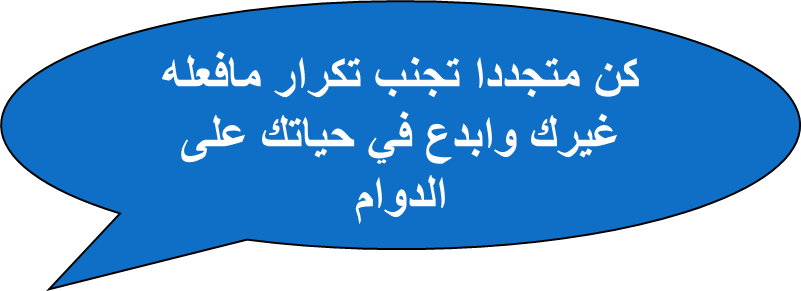 كن متجددا تجنب تكرار مافعله
غيرك وابدع في حياتك على
الدوام